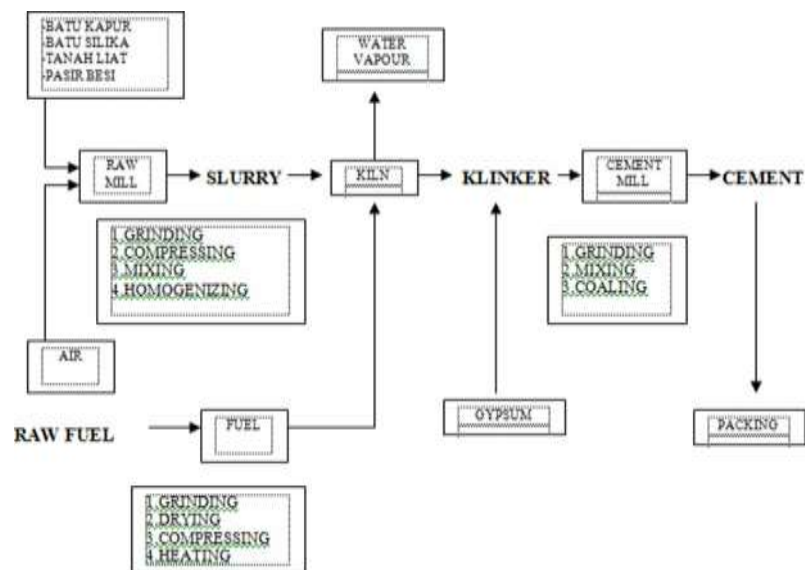 -BATU KAPUR
-BATU SILIKA
-TANAH LIAT
-PASIR BESI
WATER
VAPOUR
RAW
MILL
SLURRY
KILN
KLINKER
CEMENT
MILL
CEMENT
1.GRINDING
2.COMPRESSING
3.MIXING
4.HOMOGENIZING
1.GRINDING
2.MIXING
3.COALING
AIR
RAW FUEL
FUEL
GYPSUM
PACKING
1.GRINDING
2.DRYING
3.COMPRESSING
4.HEATING